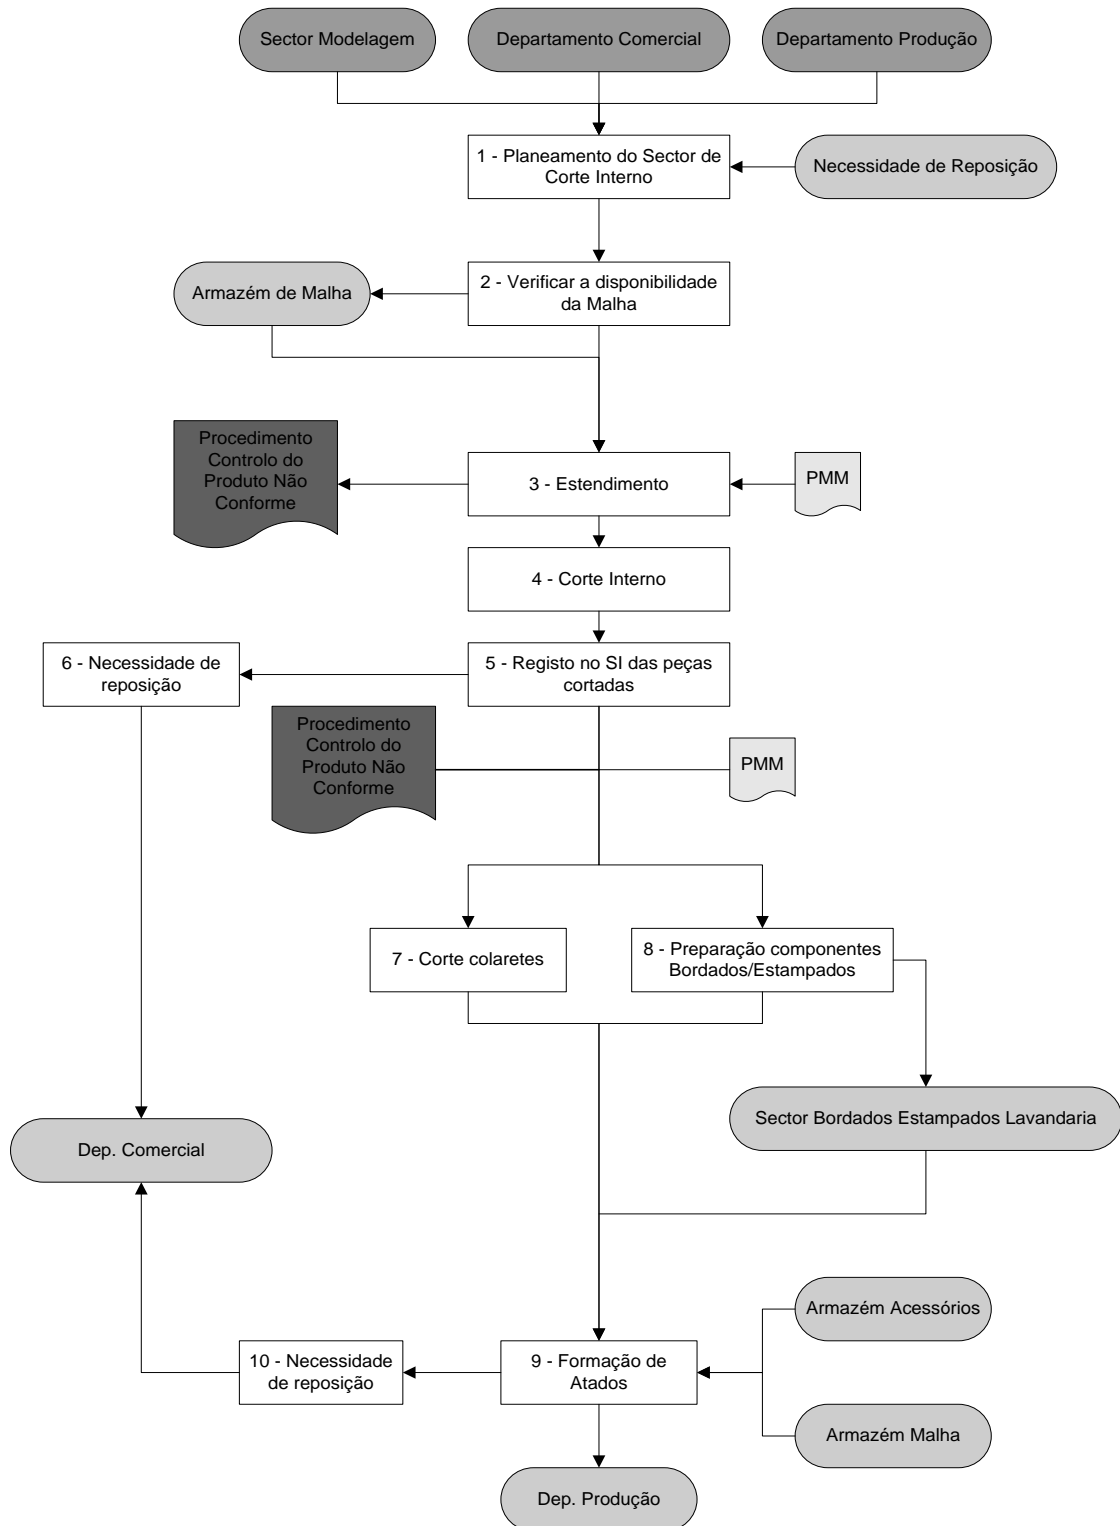 Sector Modelagem
Departamento Comercial
Departamento Produção
1 - Planeamento do Sector de
Corte Interno
Necessidade de Reposição
Armazém de Malha
2 - Verificar a disponibilidade
da Malha
Procedimento
Controlo do
Produto Não
Conforme
3 - Estendimento
PMM
4 - Corte Interno
6 - Necessidade de
reposição
5 - Registo no SI das peças
cortadas
Procedimento
Controlo do
Produto Não
Conforme
PMM
7 - Corte colaretes
8 - Preparação componentes
Bordados/Estampados
Sector Bordados Estampados Lavandaria
Dep. Comercial
Armazém Acessórios
10 - Necessidade
de reposição
9 - Formação de
Atados
Armazém Malha
Dep. Produção